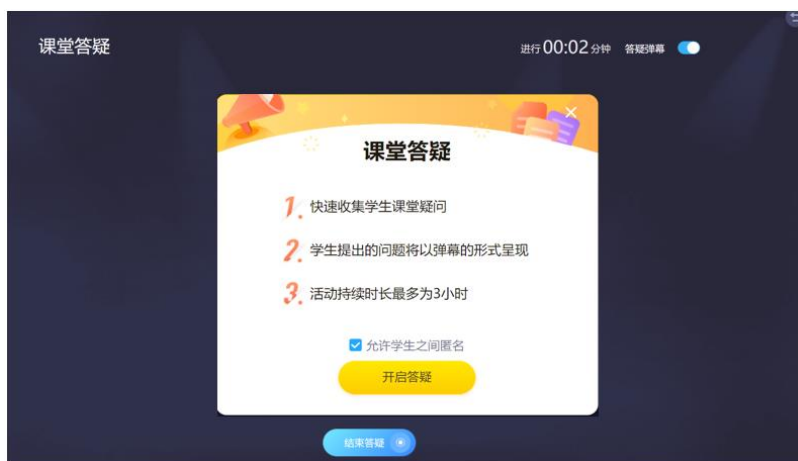 课堂答疑
进行 00:02 分钟 答疑弹幕
课堂答疑
1. 快速收集学生课堂疑问
2. 学生提出的问题将以弹幕的形式呈现
3. 活动持续时长最多为3小时
允许学生之间匿名
开启答疑
结束答疑